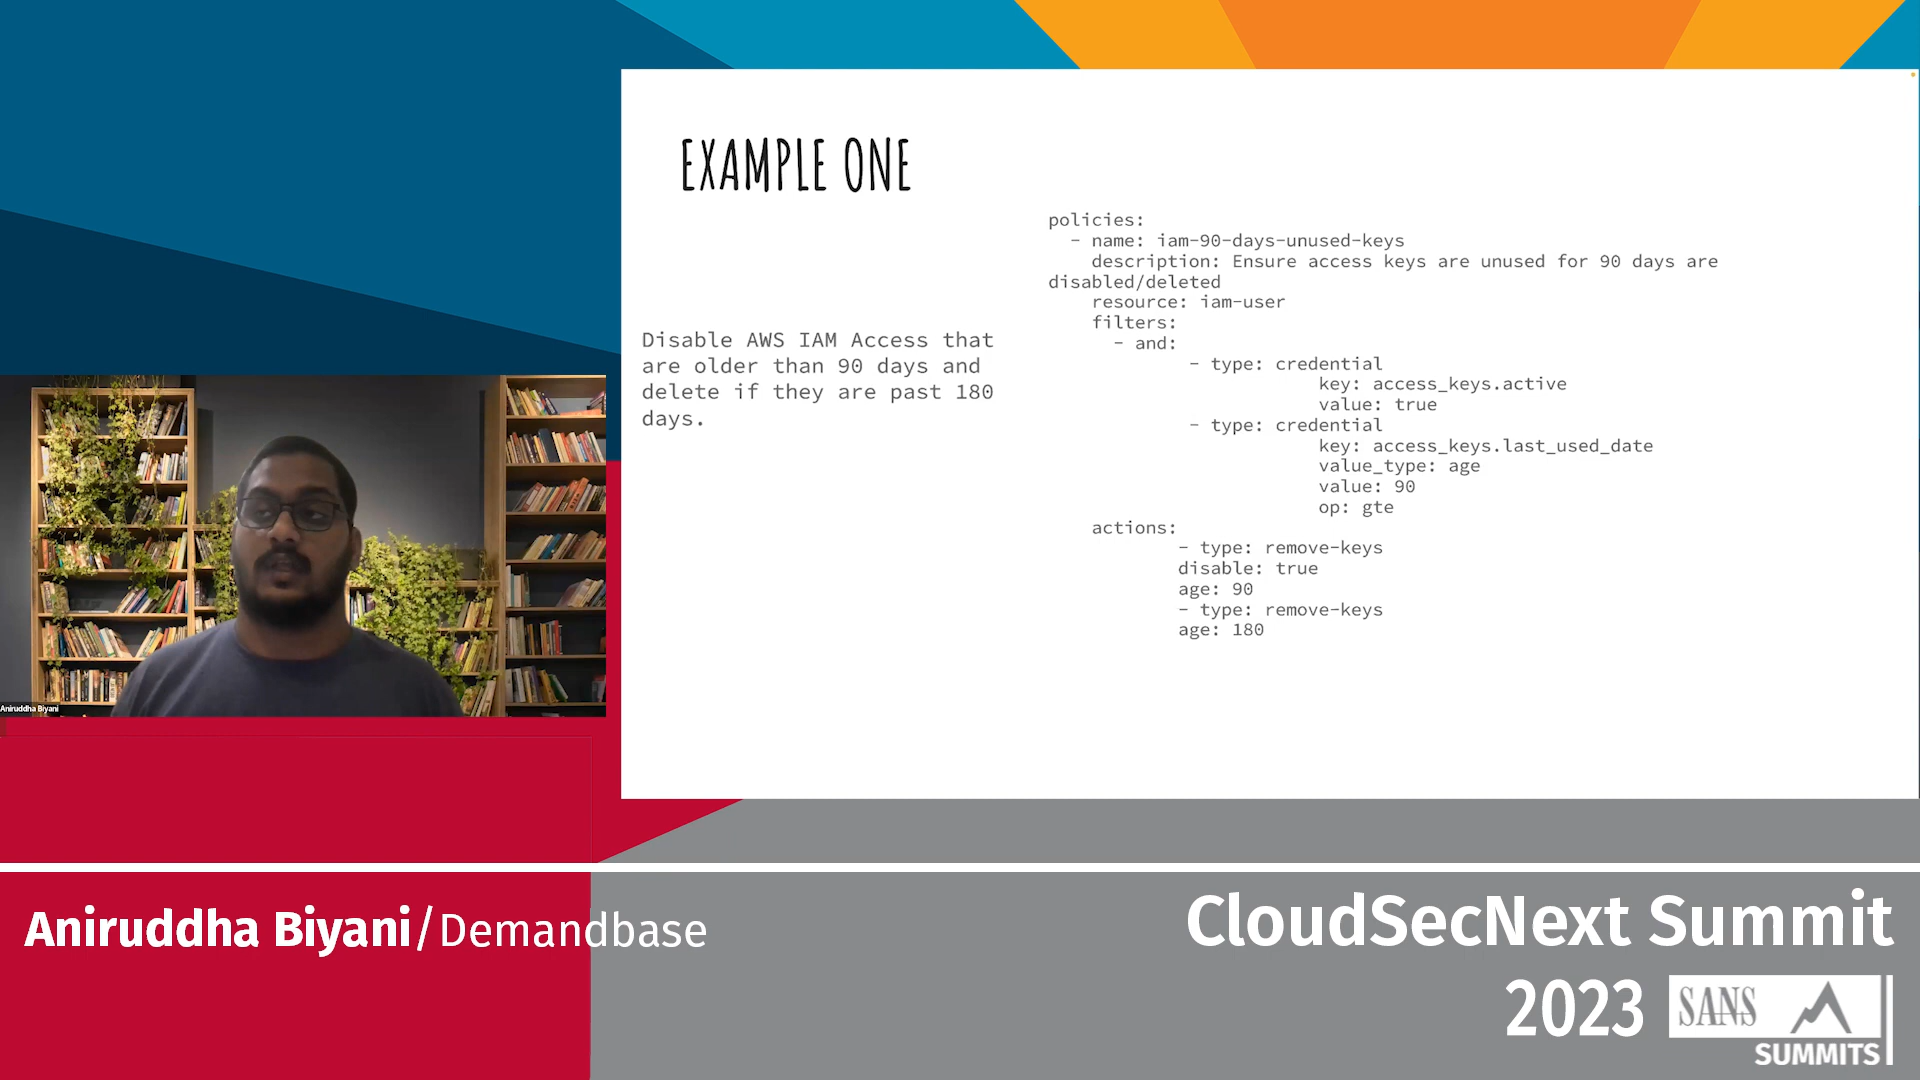 EXAMPLE ONE
Disable AWS IAM Access that
are older than 90 days and
delete if they are past 180
days.
policies:
- name: iam-90-days-unused-keys
description: Ensure access keys are unused for 90 days are
disabled/deleted
resource: iam-user
filters:
- and:
- type: credential
key: access_keys.active
value: true
- type: credential
key: access_keys.last_used_date
value_type: age
value: 90
op: gte
actions:
- type: remove-keys
disable: true
age: 90
- type: remove-keys
age: 180
Aniruddha Biyani
Aniruddha Biyani/Demandbase
CloudSecNext Summit
2023
SANS
SUMMITS